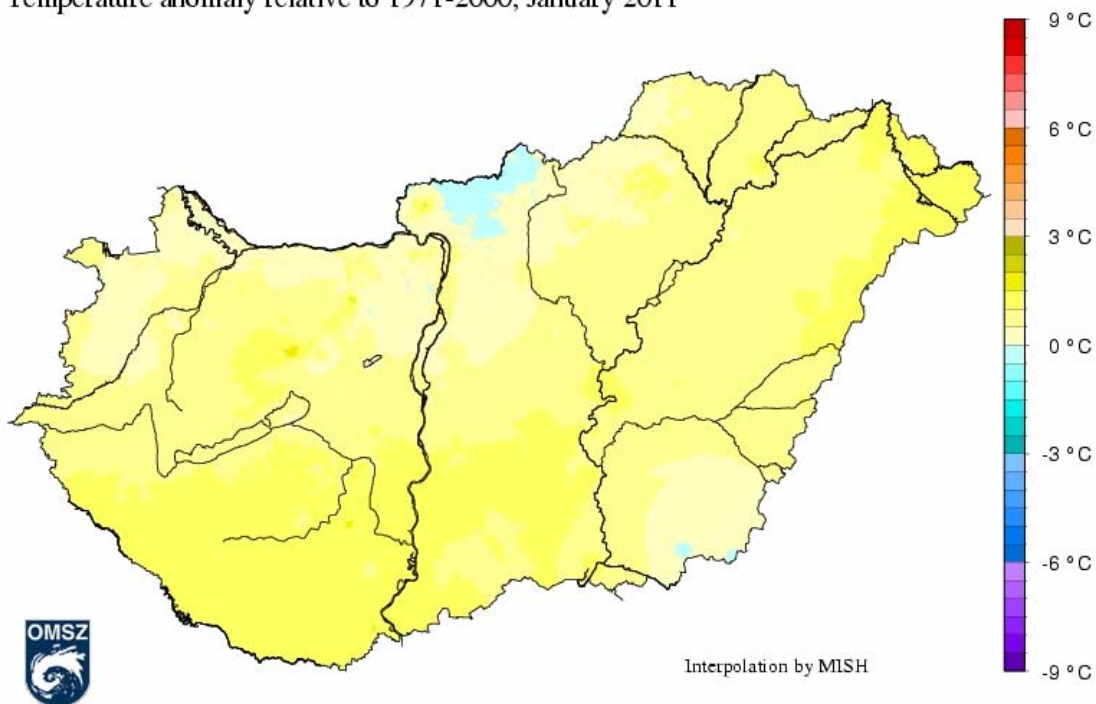 Temperature anomaly relative to 1971-2000, January 2011
9 °C
6 °C
3 °C
0 °C
-3 °C
-6 °C
-9 °C
OMSZ
Interpolation by MISH